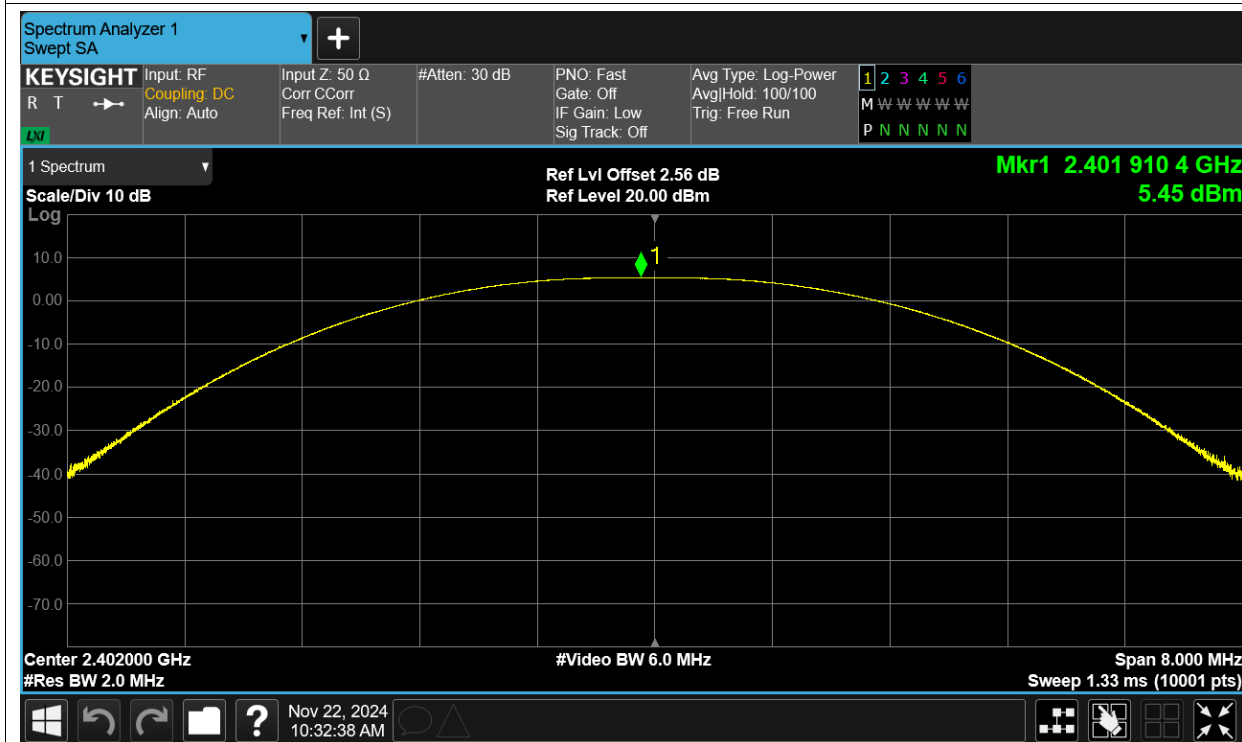 Spectrum Analyzer 1
Swept SA
KEYSIGHT
R T
LXI
Input: RF
Coupling: DC
Align: Auto
Input Z: 50 Ω
Corr CCorr
Freq Ref: Int (S)
#Atten: 30 dB
PNO: Fast
Gate: Off
IF Gain: Low
Sig Track: Off
Avg Type: Log-Power
Avg|Hold: 100/100
Trig: Free Run
1 2 3 4 5 6
M W W W W W
P N N N N N
1 Spectrum
Scale/Div 10 dB
Log
Ref Lvl Offset 2.56 dB
Ref Level 20.00 dBm
Mkr1 2.401 910 4 GHz
5.45 dBm
1
10.0
0.00
-10.0
-20.0
-30.0
-40.0
-50.0
-60.0
-70.0
Center 2.402000 GHz
#Video BW 6.0 MHz
Span 8.000 MHz
#Res BW 2.0 MHz
Sweep 1.33 ms (10001 pts)
?
Nov 22, 2024
10:32:38 AM